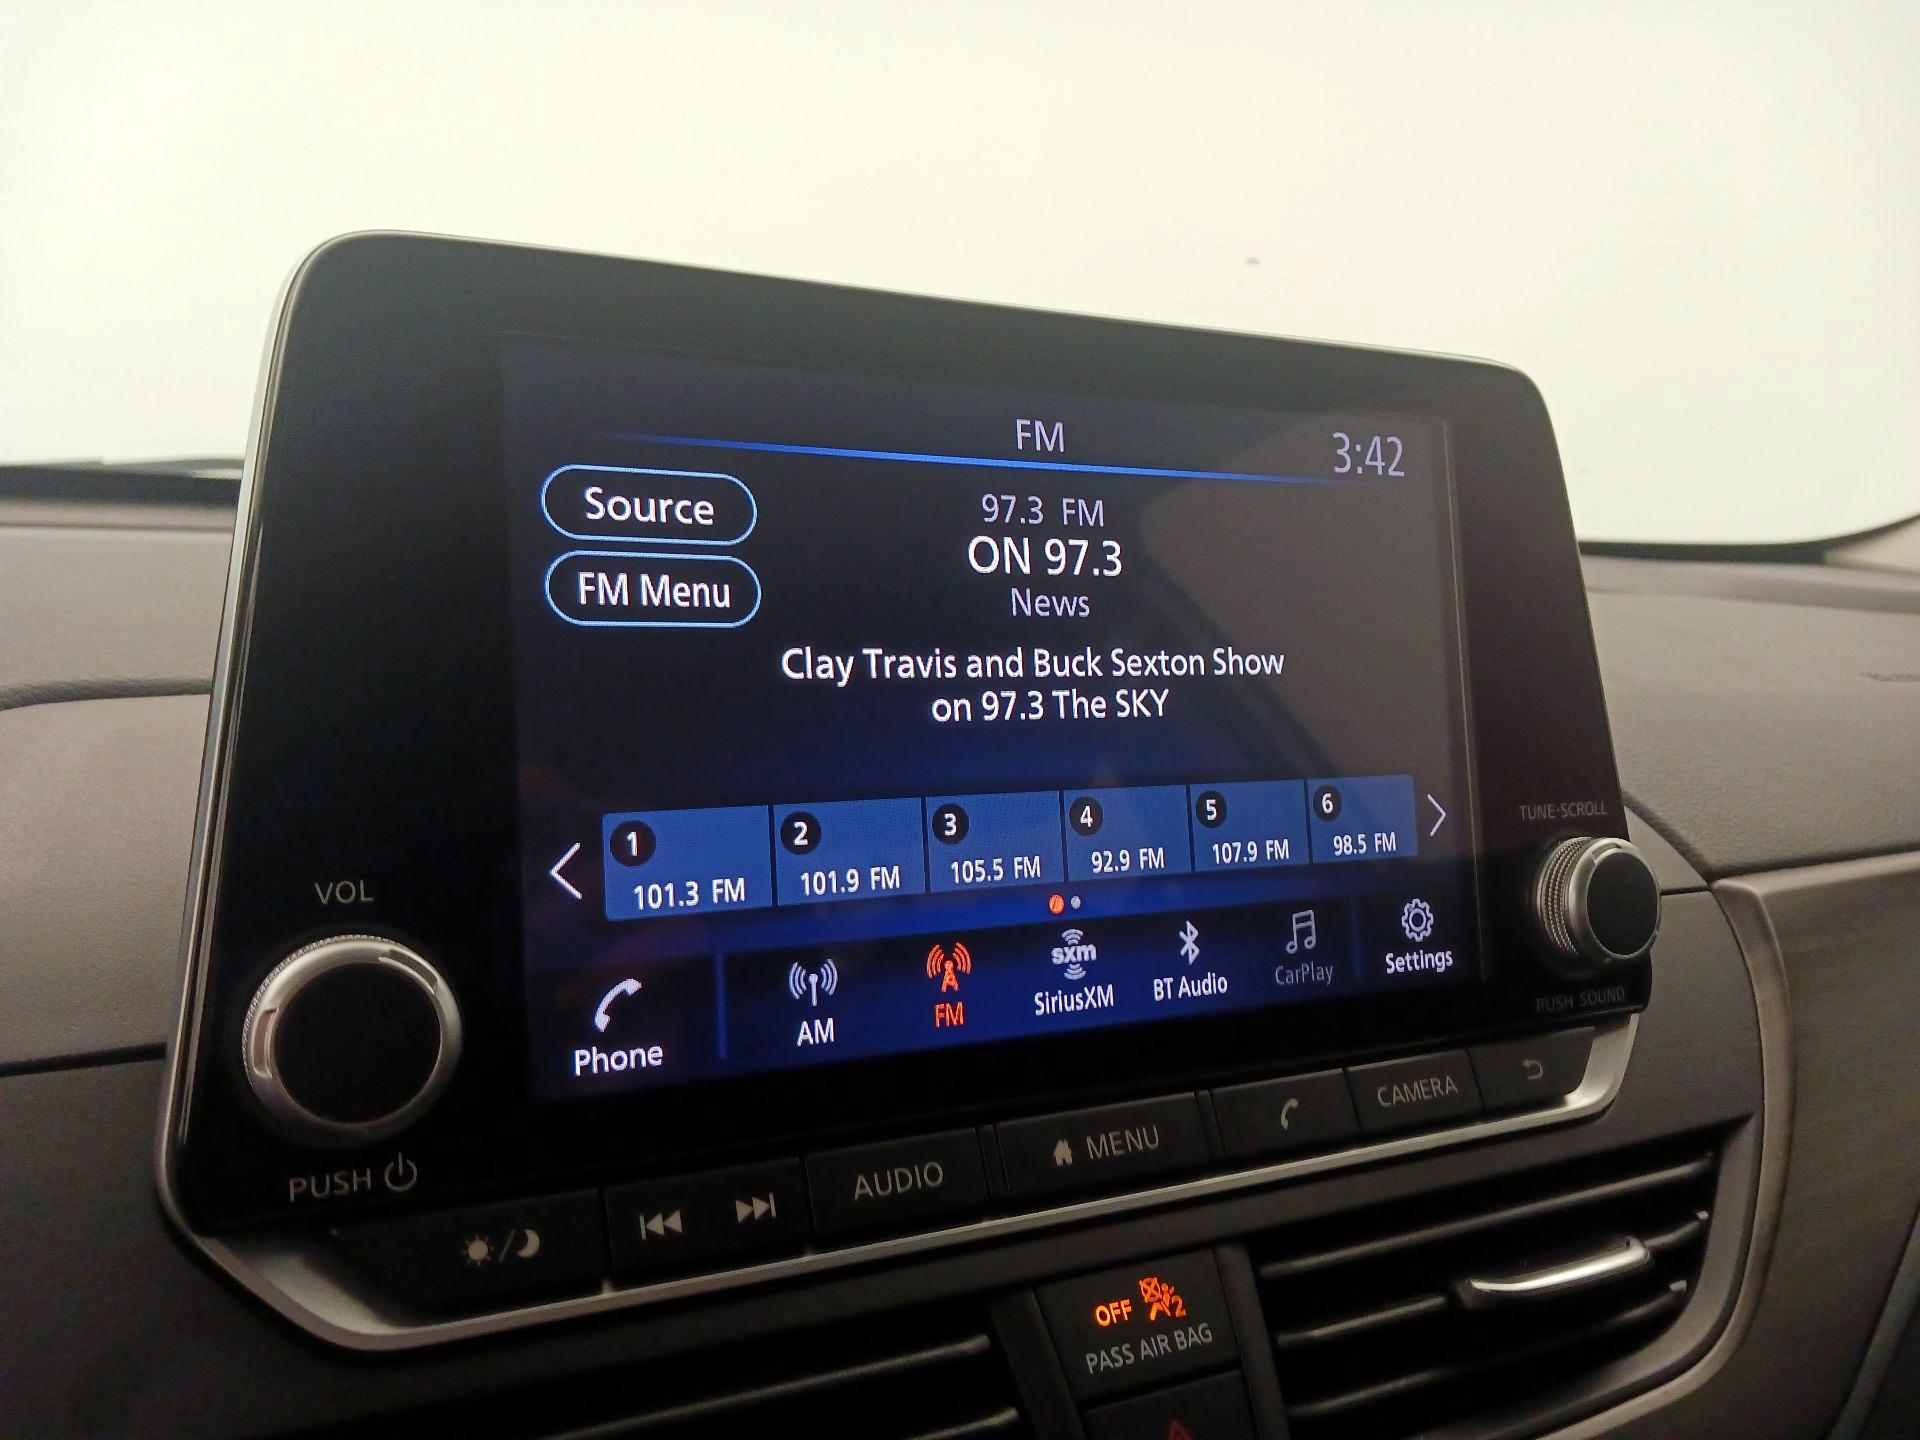 FM
3:42
Source
97.3 FM
ON 97.3
FM Menu
News
Clay Travis and Buck Sexton Show
on 97.3 The SKY
1
2
3
4
5
6
101.3 FM
101.9 FM
105.5 FM
92.9 FM
107.9 FM
98.5 FM
Phone
AM
FM
sxm
SiriusXM
BT Audio
CarPlay
Settings
VOL
PUSH
TUNE·SCROLL
PUSH SOUND
AUDIO
MENU
CAMERA
OFF
2
PASS AIR BAG